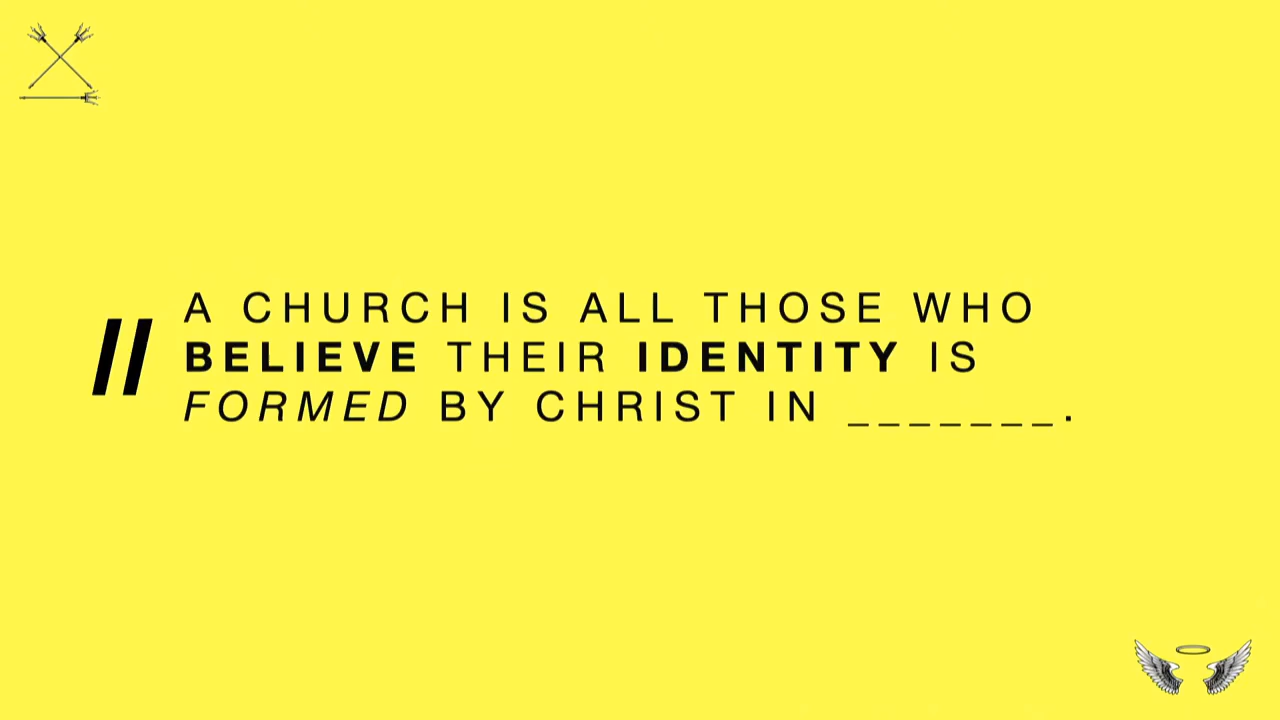 // A CHURCH IS ALL THOSE WHO
BELIEVE THEIR IDENTITY IS
FORMED BY CHRIST IN _______.